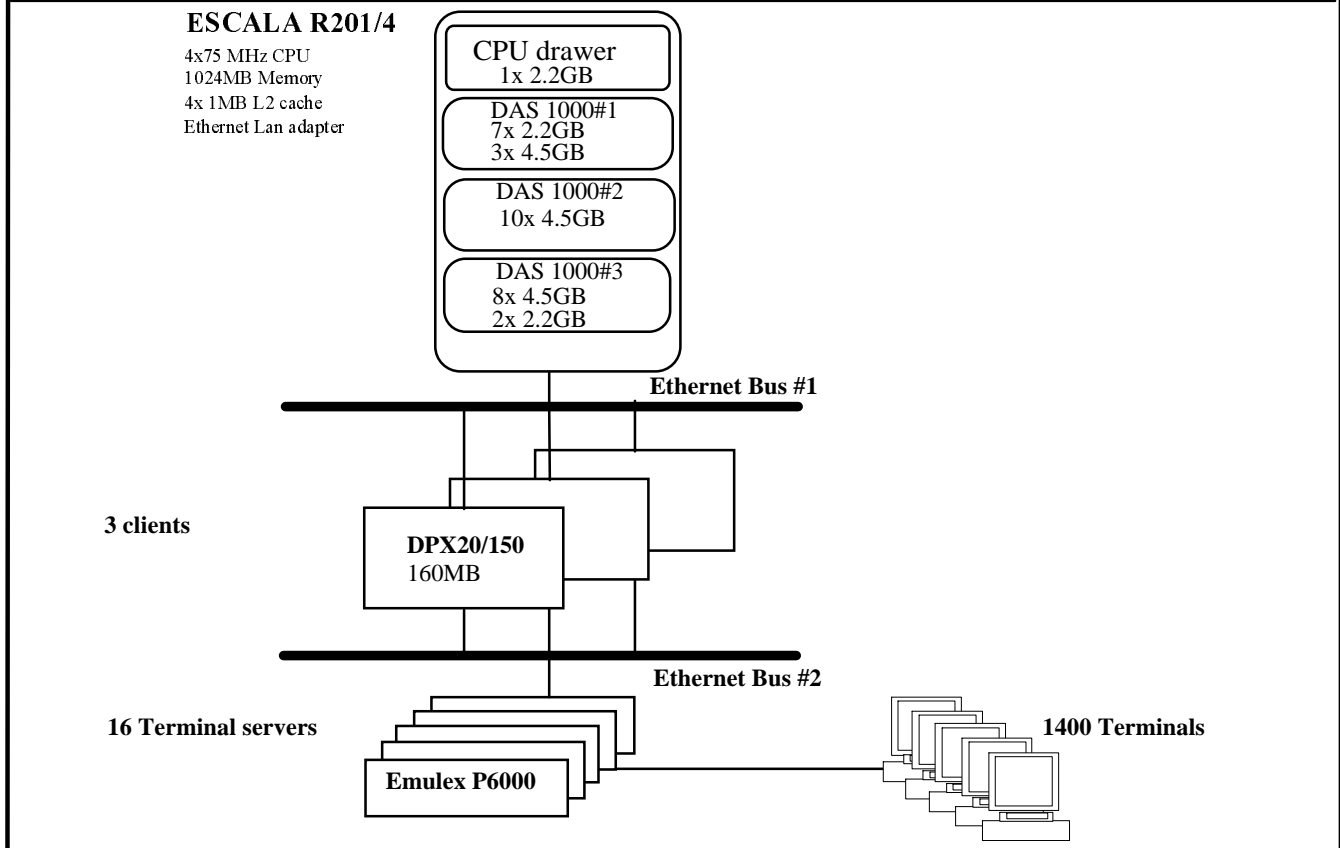 ESCALA R201/4
4x75 MHz CPU
1024MB Memory
4x 1MB L2 cache
Ethernet Lan adapter
CPU drawer
1x 2.2GB
DAS 1000#1
7x 2.2GB
3x 4.5GB
DAS 1000#2
10x 4.5GB
DAS 1000#3
8x 4.5GB
2x 2.2GB
Ethernet Bus #1
3 clients
DPX20/150
160MB
Ethernet Bus #2
16 Terminal servers
Emulex P6000
1400 Terminals